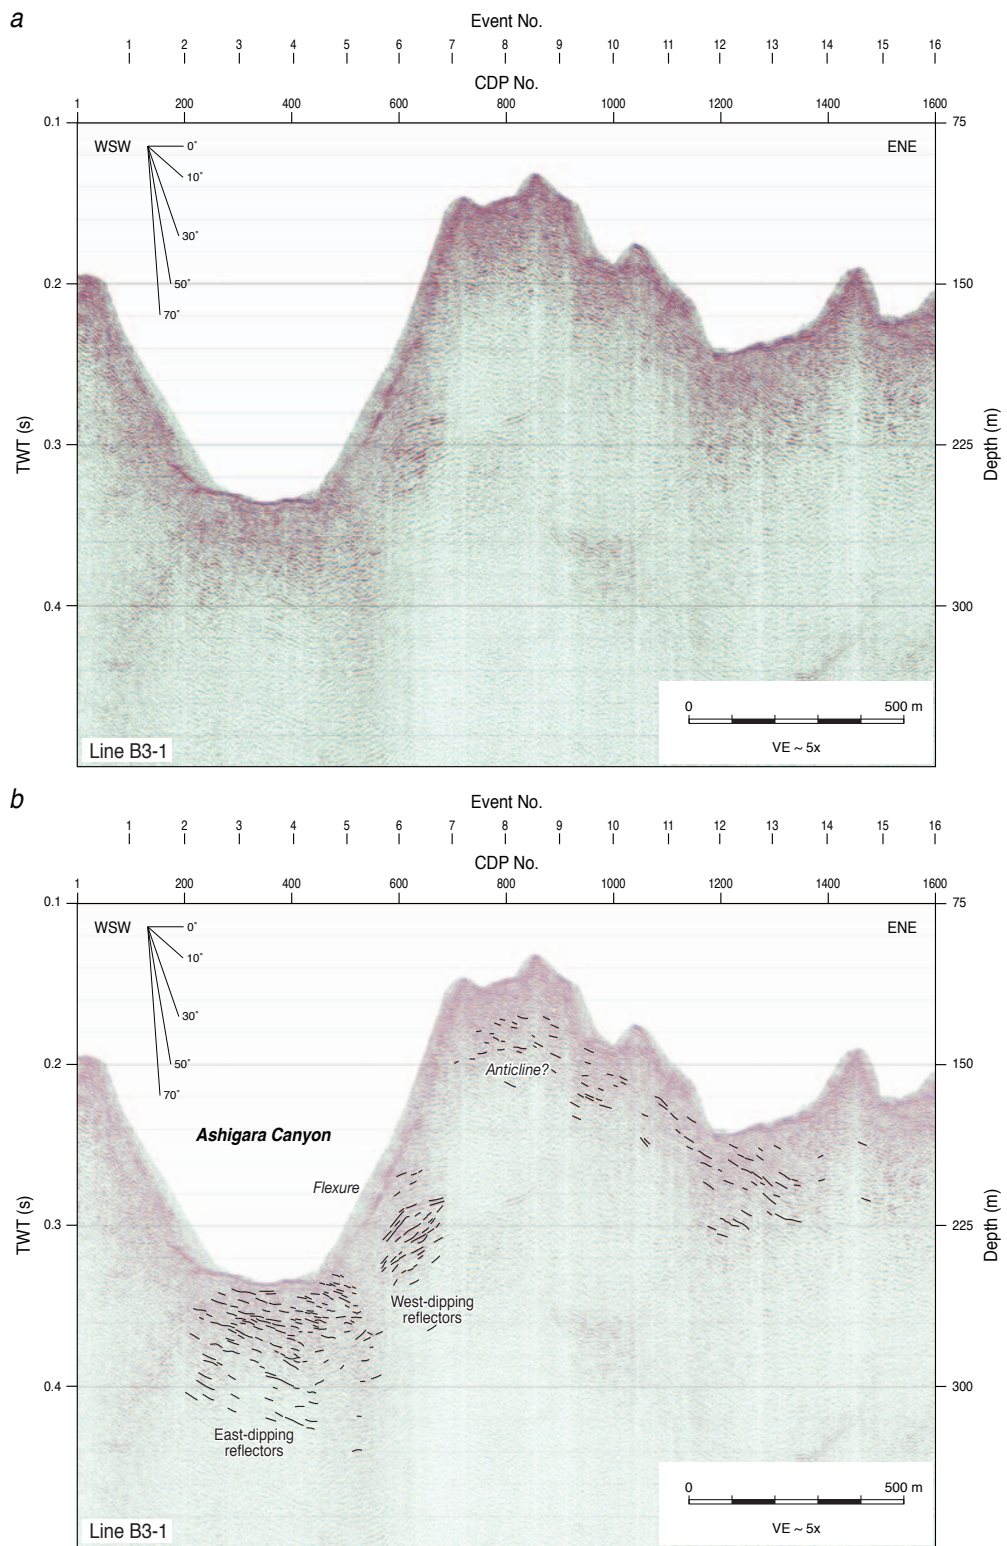 a
Event No.
1 2 3 4 5 6 7 8 9 10 11 12 13 14 15 16
CDP No.
1 200 400 600 800 1000 1200 1400 1600
0.1 75
WSW ENE
0°
10°
30°
0.2 50° 150
70°
TWT (s) Depth (m)
0.3 225
0.4 300
0 500 m
VE ~ 5x
Line B3-1
b
Event No.
1 2 3 4 5 6 7 8 9 10 11 12 13 14 15 16
CDP No.
1 200 400 600 800 1000 1200 1400 1600
0.1 75
WSW ENE
0°
10°
30°
0.2 50° 150
Anticline?
70°
Ashigara Canyon
Flexure
TWT (s) Depth (m)
0.3 225
West-dipping
reflectors
0.4 300
East-dipping
reflectors
0 500 m
VE ~ 5x
Line B3-1